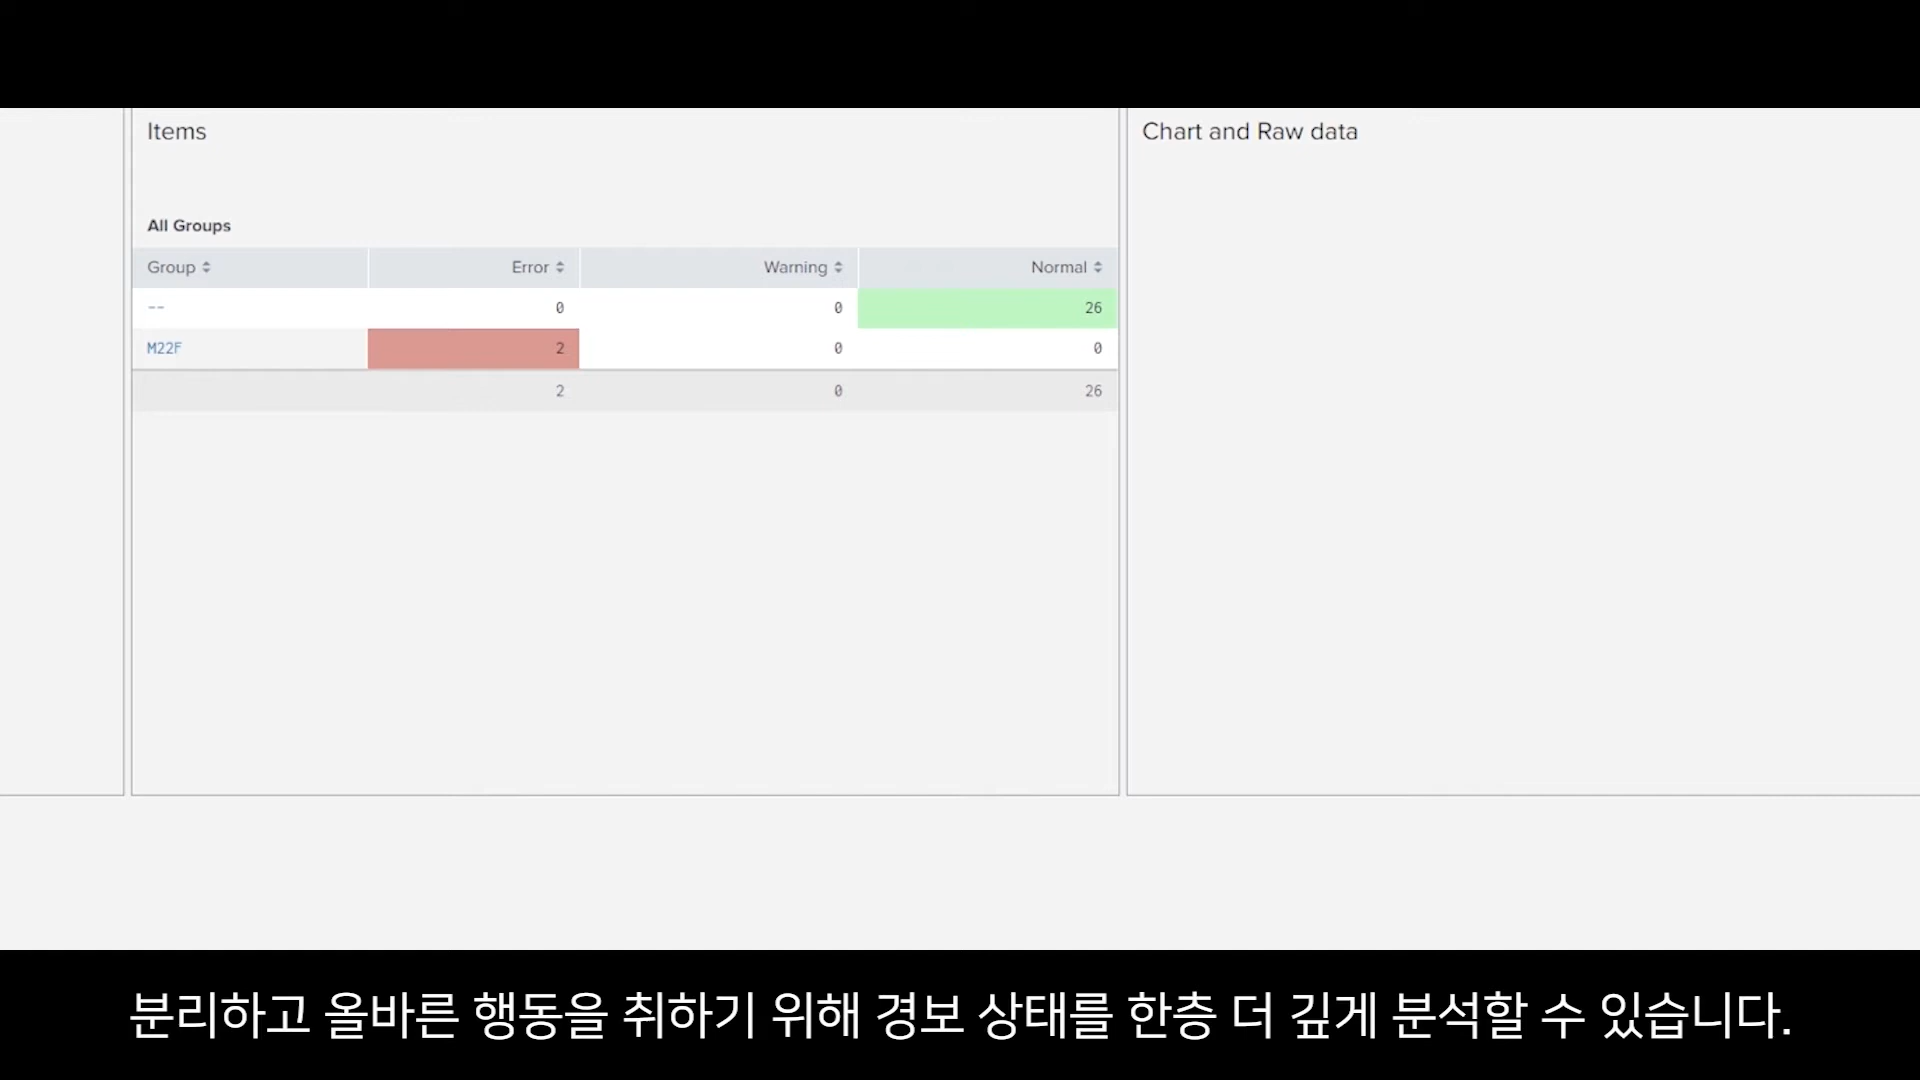 Items
Chart and Raw data
All Groups
Group Error Warning Normal
-- 0 0 26
M22F 2 0 0
2 0 26
분리하고 올바른 행동을 취하기 위해 경보 상태를 한층 더 깊게 분석할 수 있습니다.